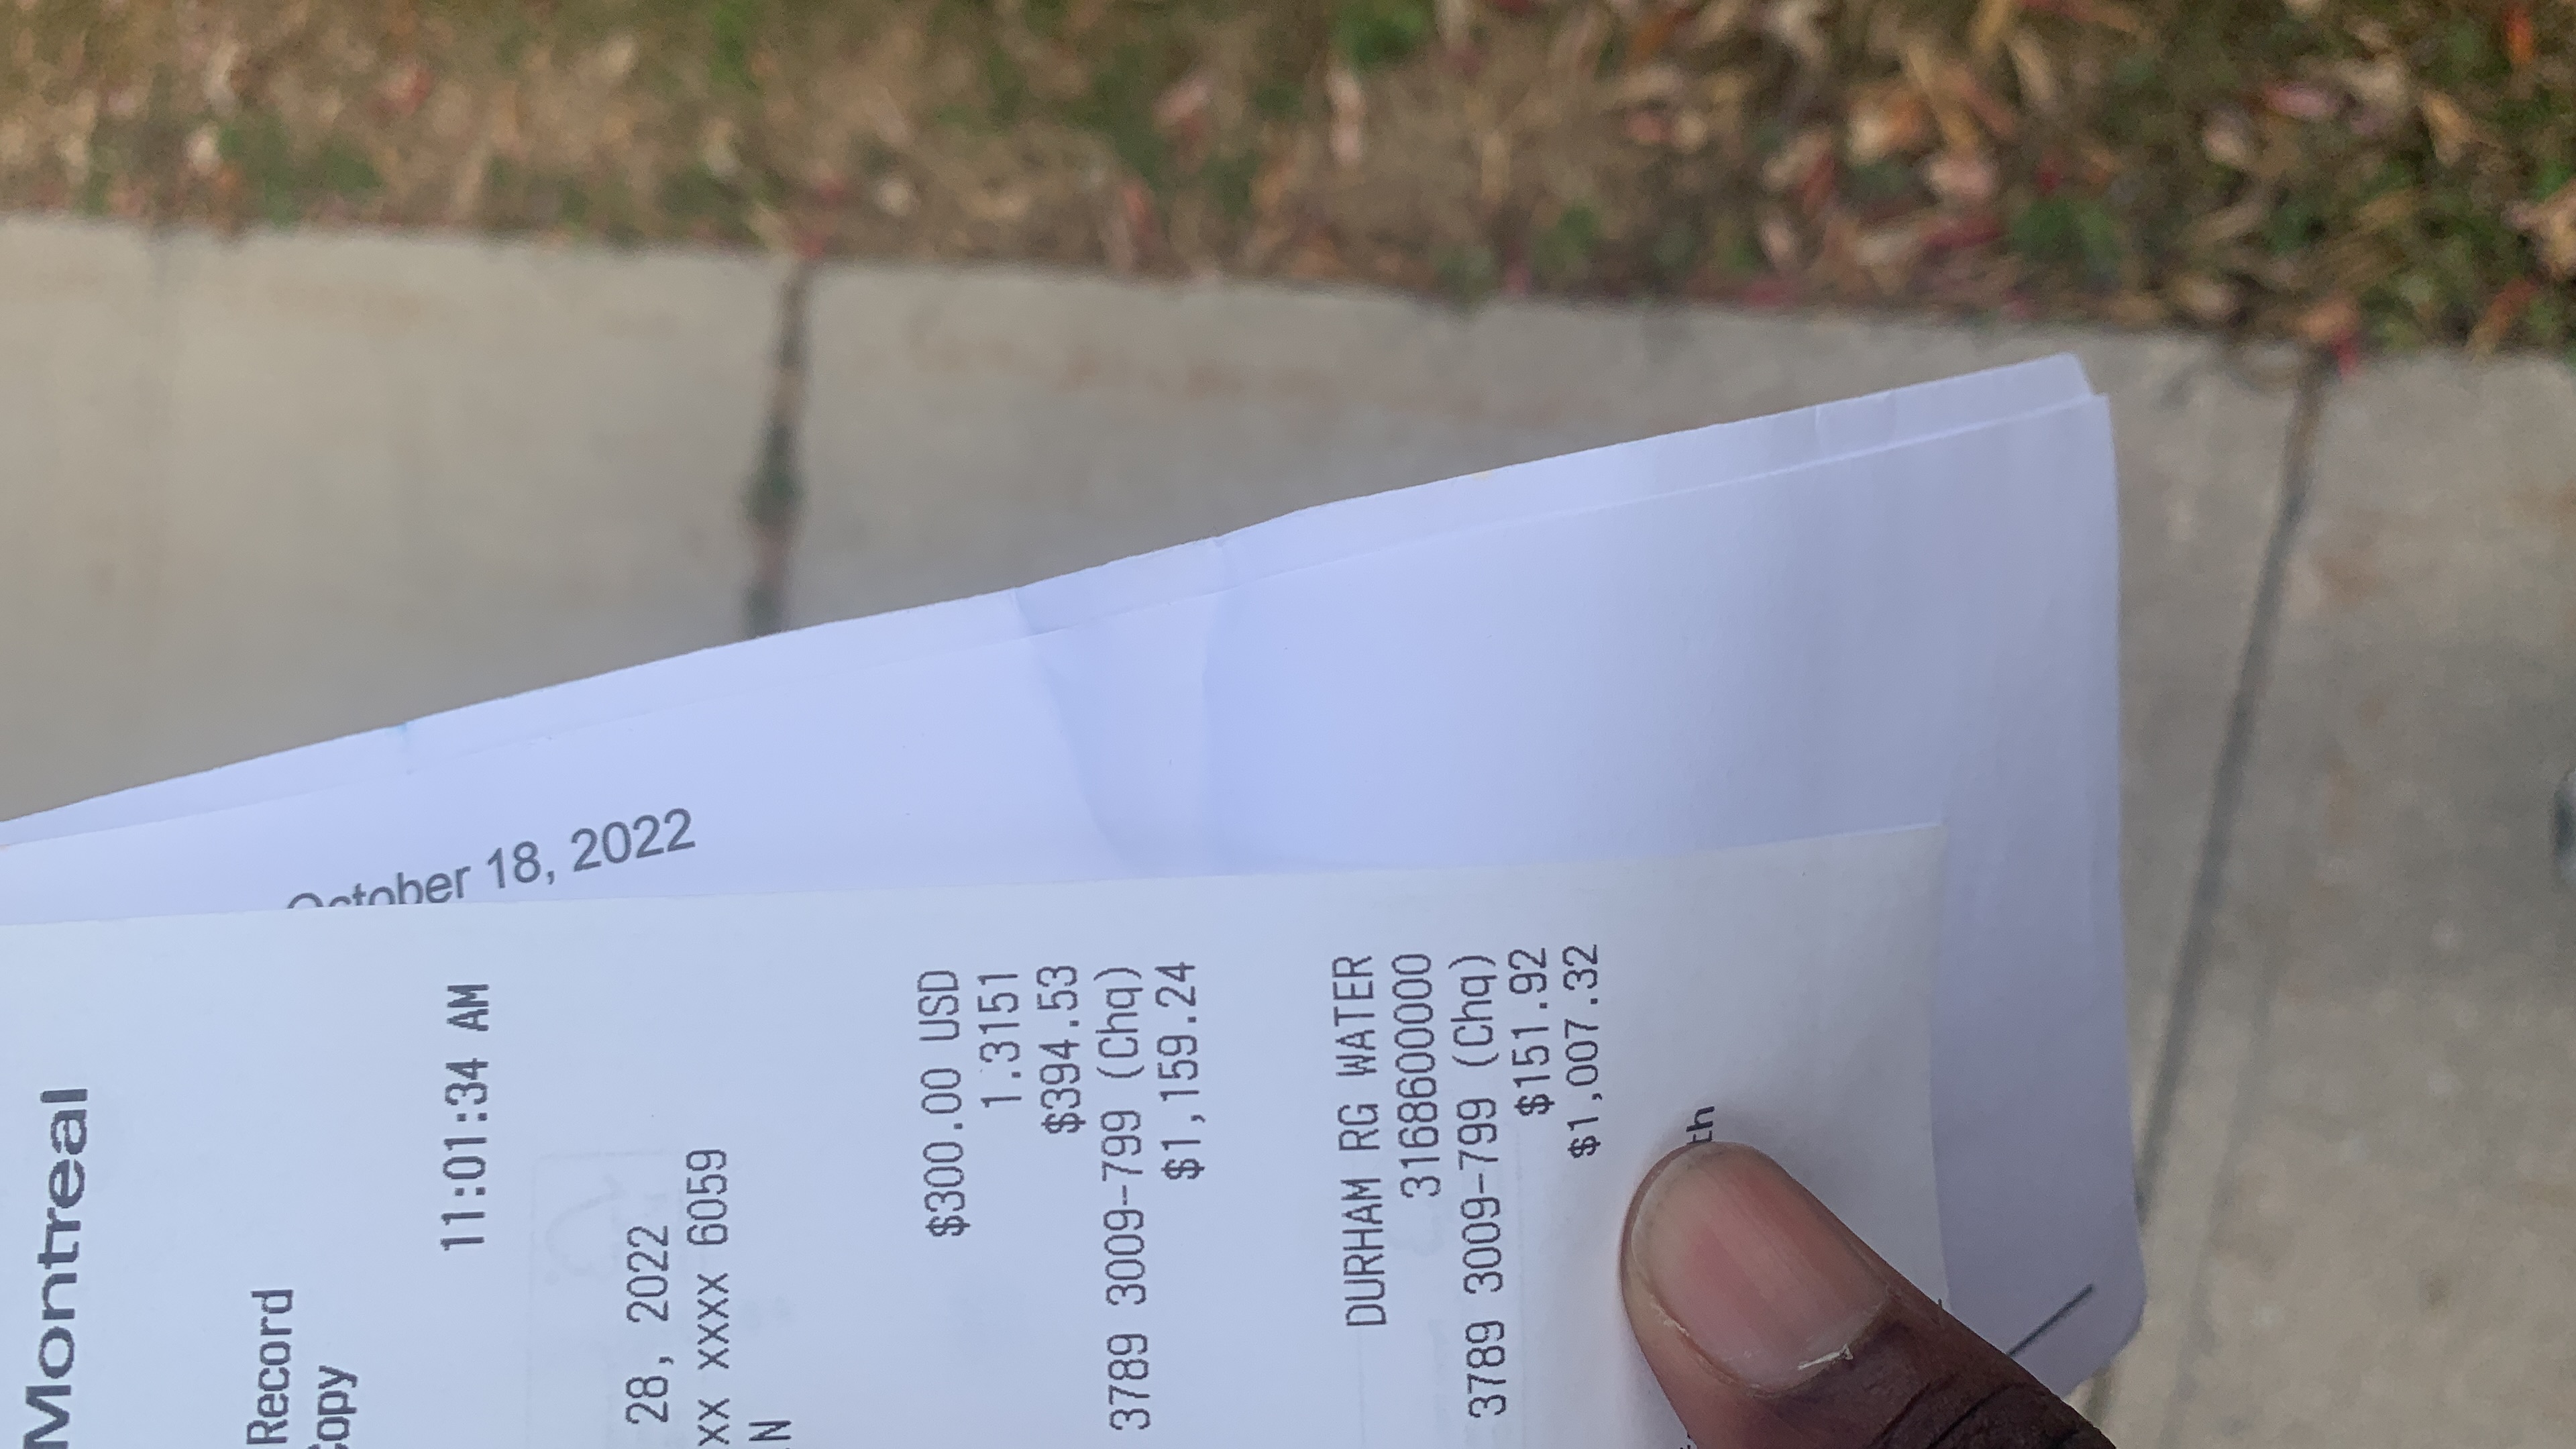 Montreal
Record
Copy
11:01:34 AM
28, 2022
xx xxxx 6059
N
$300.00 USD
1.3151
$394.53
3789 3009-799 (Chq)
$1,159.24
DURHAM RG WATER
3168600000
3789 3009-799 (Chq)
$151.92
$1,007.32
th
October 18, 2022